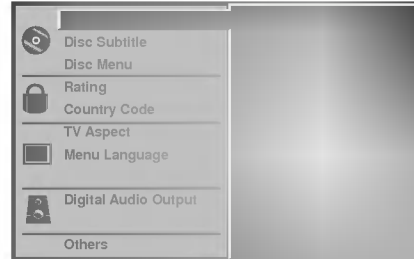 Disc Subtitle
Disc Menu
Rating
Country Code
TV Aspect
Menu Language
Digital Audio Output
Others